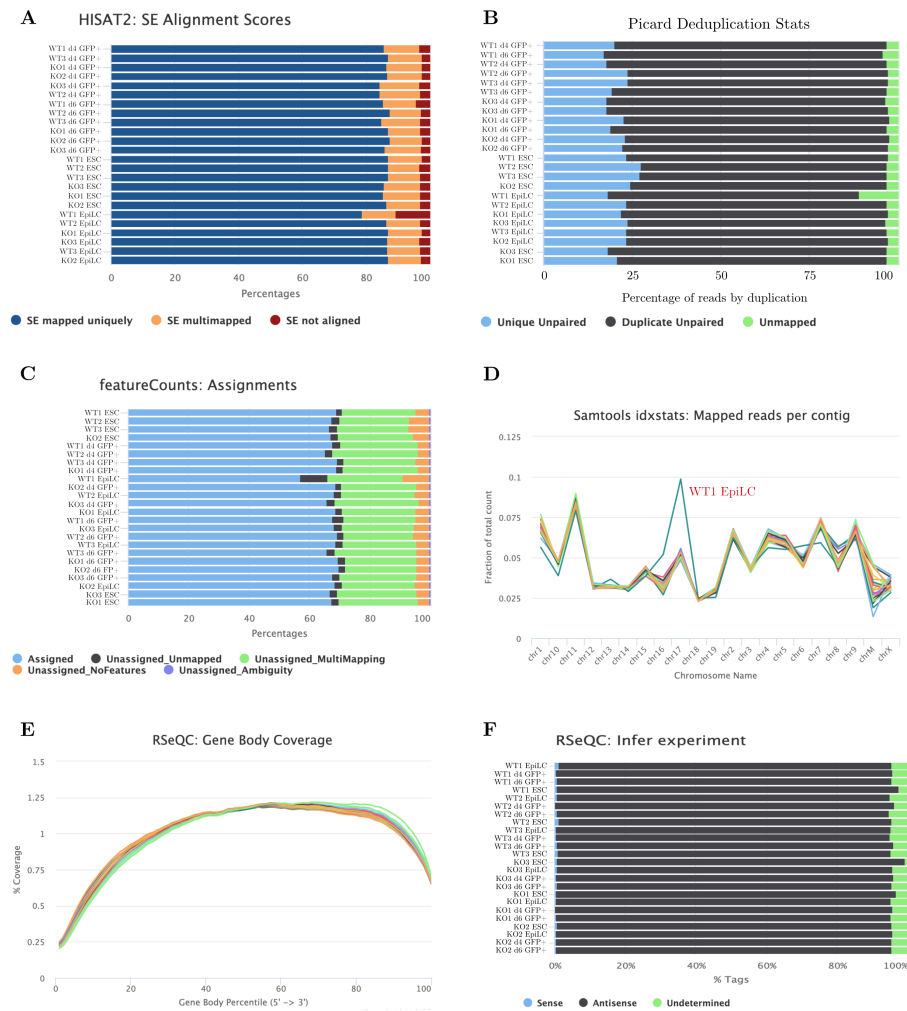 A
HISAT2: SE Alignment Scores
WT1 d4 GFP+
WT3 d4 GFP+
KO1 d4 GFP+
KO2 d4 GFP+
KO3 d4 GFP+
WT2 d4 GFP+
WT1 d6 GFP+
WT2 d6 GFP+
WT3 d6 GFP+
KO1 d6 GFP+
KO2 d6 GFP+
KO3 d6 GFP+
WT1 ESC
WT2 ESC
WT3 ESC
KO3 ESC
KO1 ESC
KO2 ESC
WT1 EpiLC
WT2 EpiLC
KO1 EpiLC
KO3 EpiLC
WT3 EpiLC
KO2 EpiLC
0 20 40 60 80 100
Percentages
SE mapped uniquely SE multimapped SE not aligned
B
Picard Deduplication Stats
WT1 d4 GFP+
WT1 d6 GFP+
WT2 d4 GFP+
WT2 d6 GFP+
WT3 d4 GFP+
WT3 d6 GFP+
KO3 d4 GFP+
KO3 d6 GFP+
KO1 d4 GFP+
KO1 d6 GFP+
KO2 d4 GFP+
KO2 d6 GFP+
WT1 ESC
WT2 ESC
WT3 ESC
KO2 ESC
WT1 EpiLC
WT2 EpiLC
KO1 EpiLC
KO3 EpiLC
WT3 EpiLC
KO2 EpiLC
KO3 ESC
KO1 ESC
0 25 50 75 100
Percentage of reads by duplication
Unique Unpaired Duplicate Unpaired Unmapped
C
featureCounts: Assignments
WT1 ESC
WT2 ESC
WT3 ESC
KO2 ESC
WT1 d4 GFP+
WT2 d4 GFP+
WT3 d4 GFP+
KO1 d4 GFP+
WT1 EpiLC
KO2 d4 GFP+
WT2 EpiLC
KO3 d4 GFP+
KO1 EpiLC
WT1 d6 GFP+
KO3 EpiLC
WT2 d6 GFP+
WT3 EpiLC
WT3 d6 GFP+
KO1 d6 GFP+
KO2 d6 FP+
KO3 d6 GFP+
KO2 EpiLC
KO3 ESC
KO1 ESC
0 20 40 60 80 100
Percentages
Assigned Unassigned_Unmapped Unassigned_MultiMapping
Unassigned_NoFeatures Unassigned_Ambiguity
D
Samtools idxstats: Mapped reads per contig
0.125
0.1
0.075
0.05
0.025
0
Fraction of total count
WT1 EpiLC
chr1 chr10 chr11 chr12 chr13 chr14 chr15 chr16 chr17 chr18 chr19 chr2 chr3 chr4 chr5 chr6 chr7 chr8 chr9 chrM chrX
Chromosome Name
E
RSeQC: Gene Body Coverage
1.5
1.25
1
0.75
0.5
0.25
0
% Coverage
0 20 40 60 80 100
Gene Body Percentile (5' -> 3')
F
RSeQC: Infer experiment
WT1 EpiLC
WT1 d4 GFP+
WT1 d6 GFP+
WT1 ESC
WT2 EpiLC
WT2 d4 GFP+
WT2 d6 GFP+
WT2 ESC
WT3 EpiLC
WT3 d4 GFP+
WT3 d6 GFP+
WT3 ESC
KO3 ESC
KO3 EpiLC
KO3 d4 GFP+
KO3 d6 GFP+
KO1 ESC
KO1 EpiLC
KO1 d4 GFP+
KO1 d6 GFP+
KO2 ESC
KO2 EpiLC
KO2 d4 GFP+
KO2 d6 GFP+
0% 20% 40% 60% 80% 100%
% Tags
Sense Antisense Undetermined